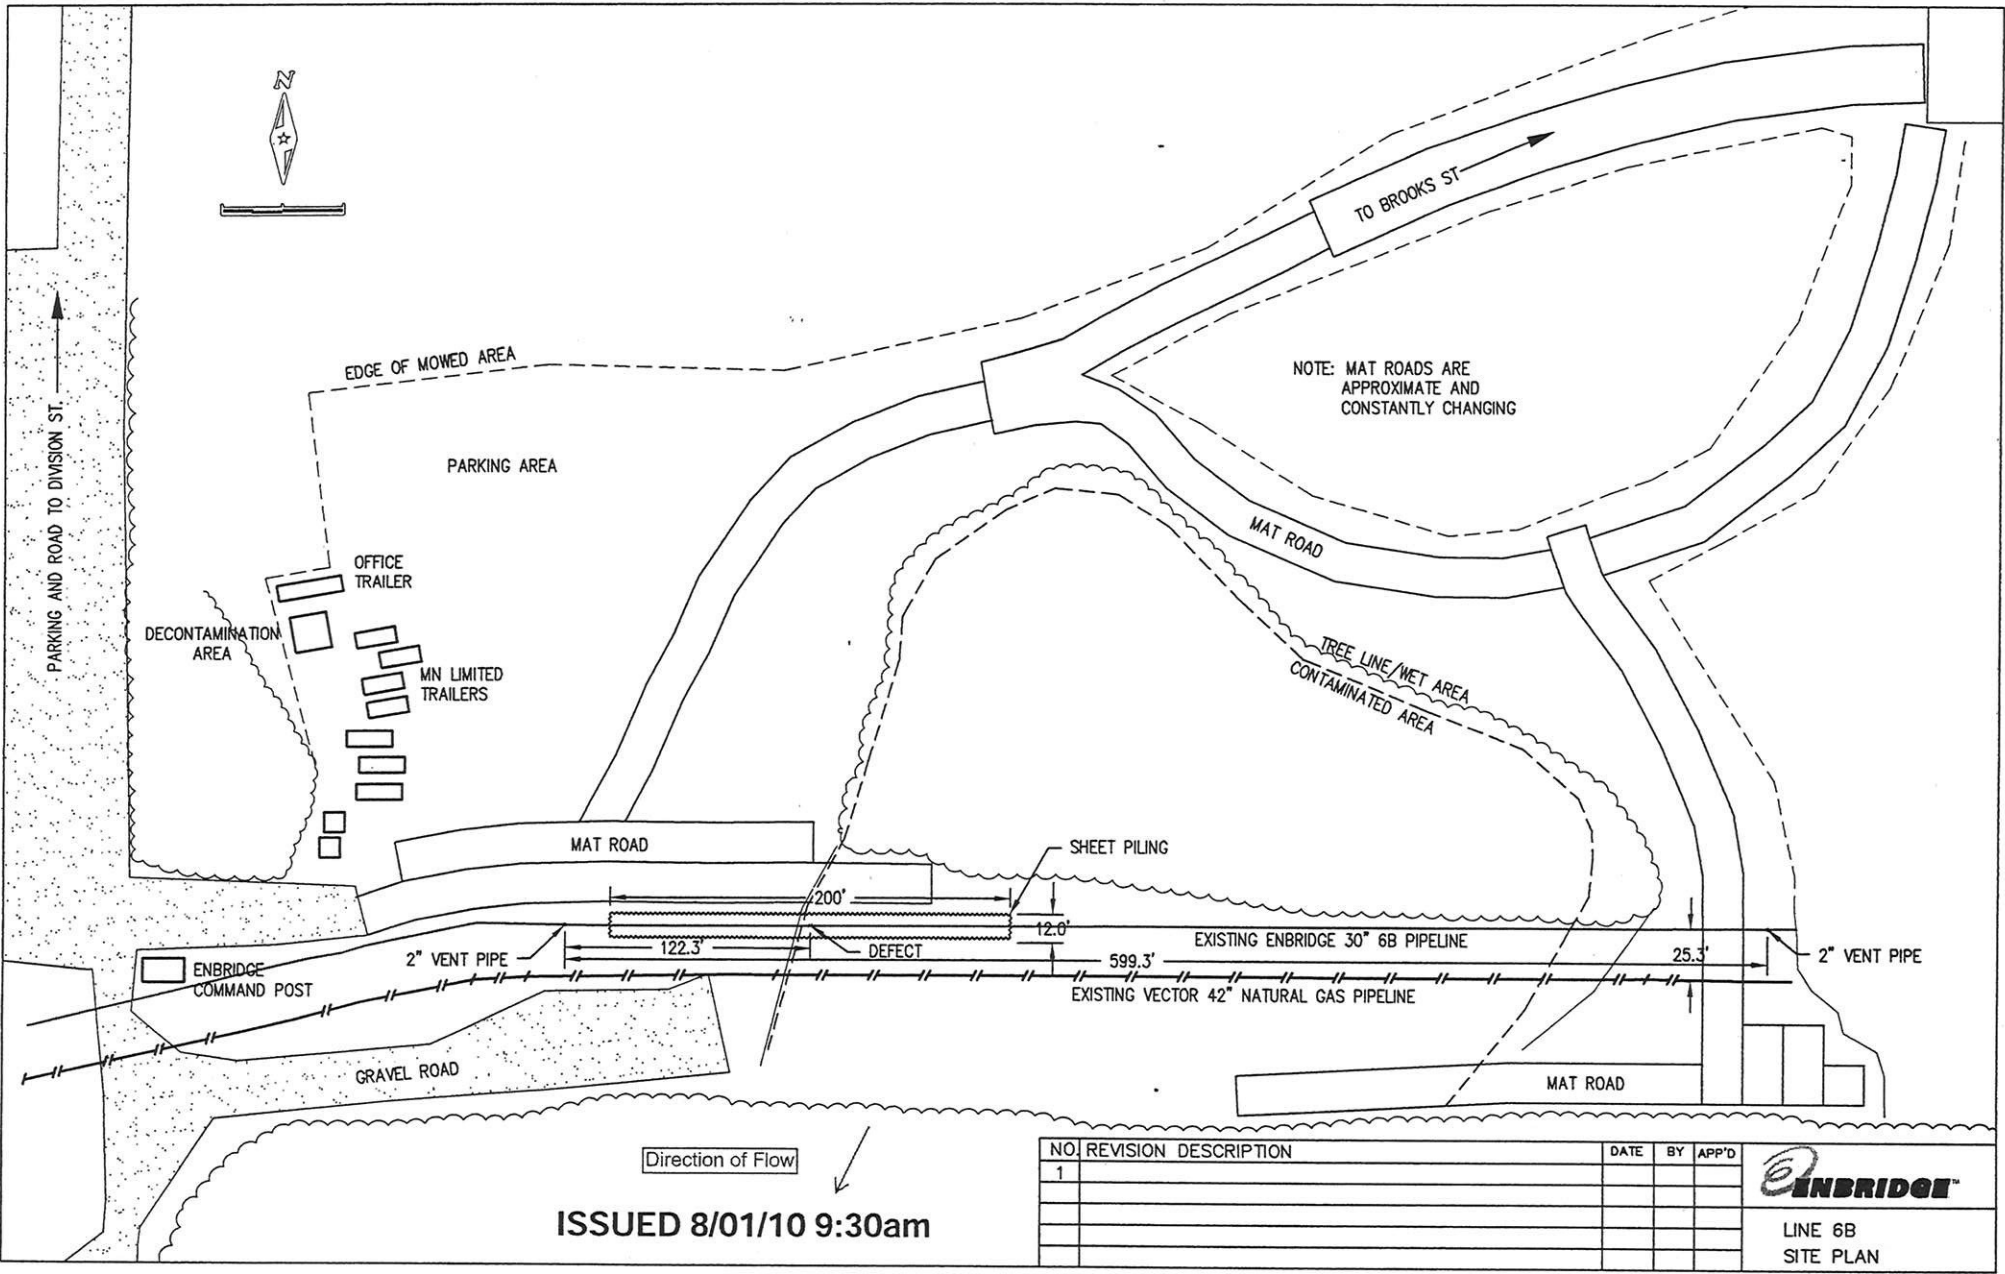 N
TO BROOKS ST
EDGE OF MOWED AREA
NOTE: MAT ROADS ARE
APPROXIMATE AND
CONSTANTLY CHANGING
PARKING AND ROAD TO DIVISION ST.
PARKING AREA
MAT ROAD
OFFICE
TRAILER
DECONTAMINATION
AREA
MN LIMITED
TRAILERS
TREE LINE/WET AREA
CONTAMINATED AREA
MAT ROAD
SHEET PILING
200'
12.0'
2" VENT PIPE
122.3'
DEFECT
EXISTING ENBRIDGE 30" 6B PIPELINE
599.3'
25.3'
2" VENT PIPE
ENBRIDGE
COMMAND POST
EXISTING VECTOR 42" NATURAL GAS PIPELINE
GRAVEL ROAD
MAT ROAD
Direction of Flow
ISSUED 8/01/10 9:30am
NO. REVISION DESCRIPTION DATE BY APP'D
1
ENBRIDGE™
LINE 6B
SITE PLAN